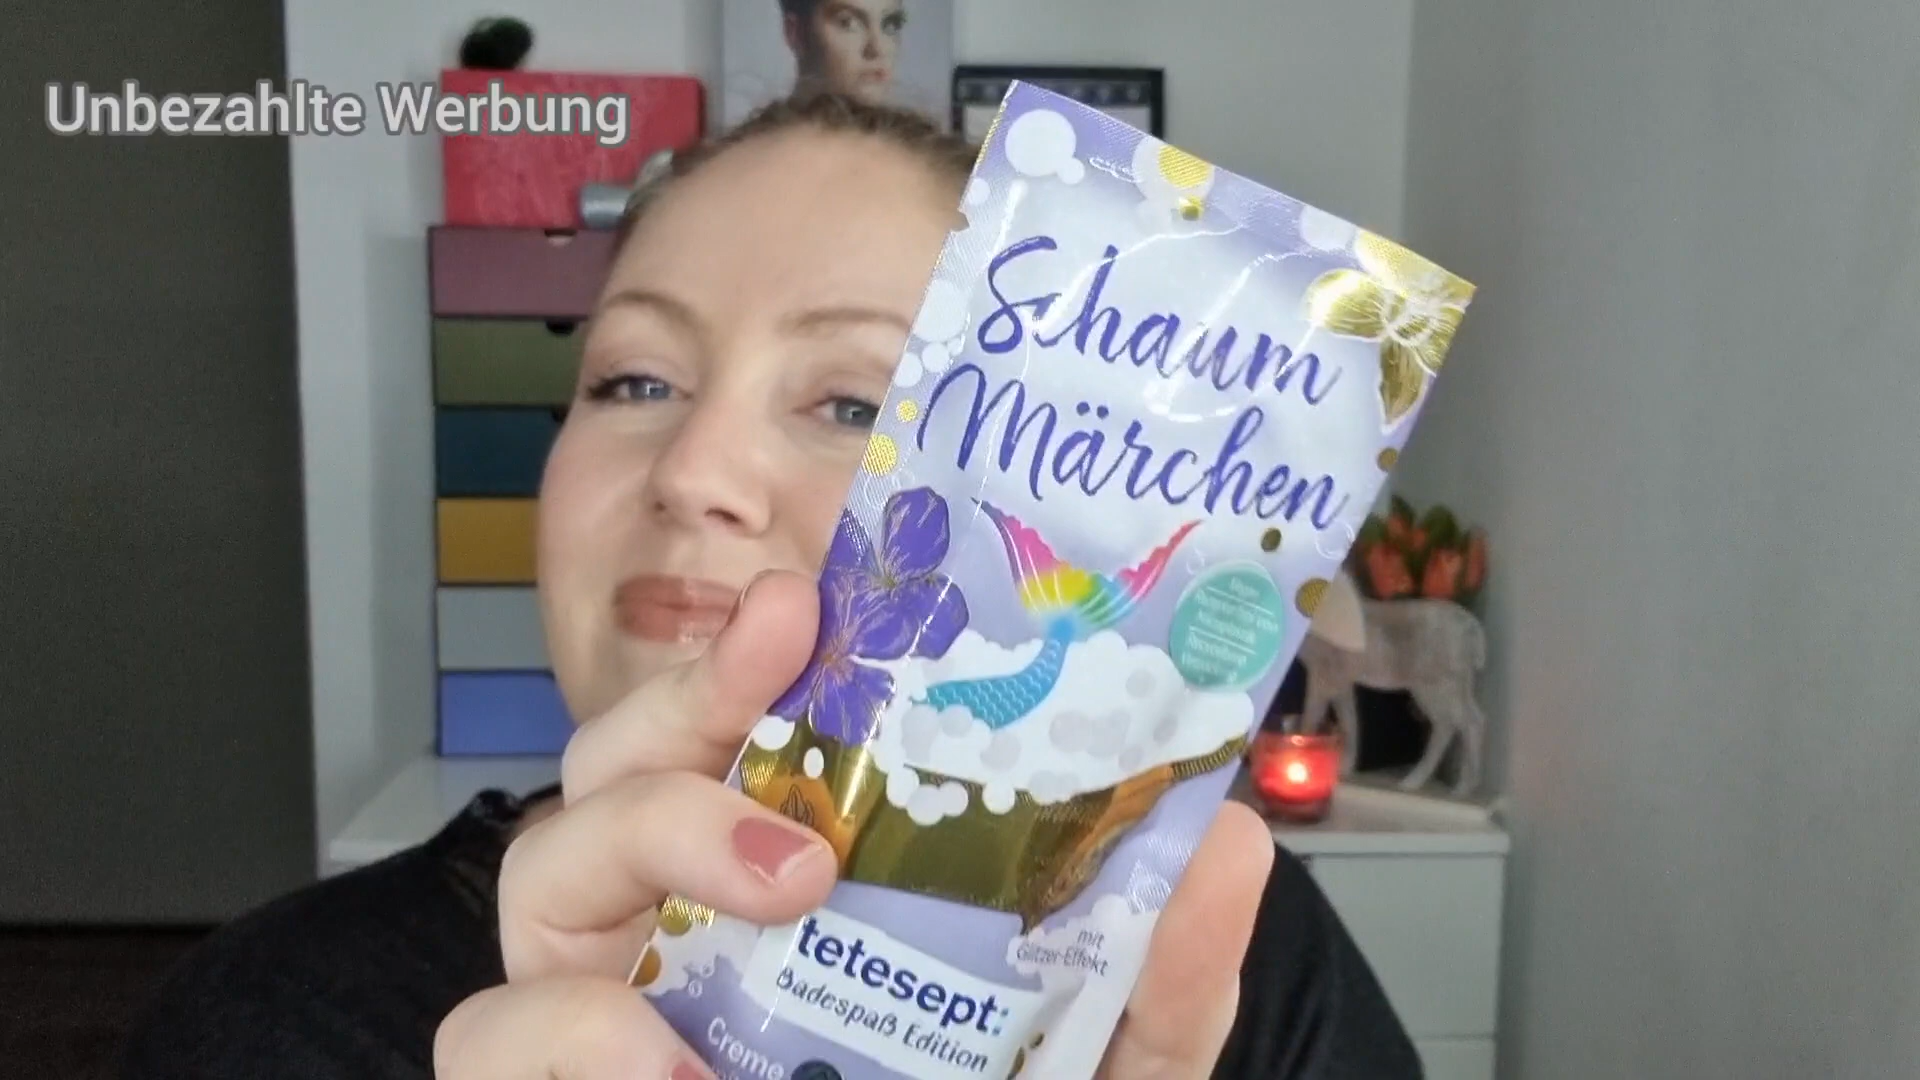 Unbezahlte Werbung
Schaum
Märchen
mit
Glitzer-Effekt
tetesept:
Badespaß Edition
Creme